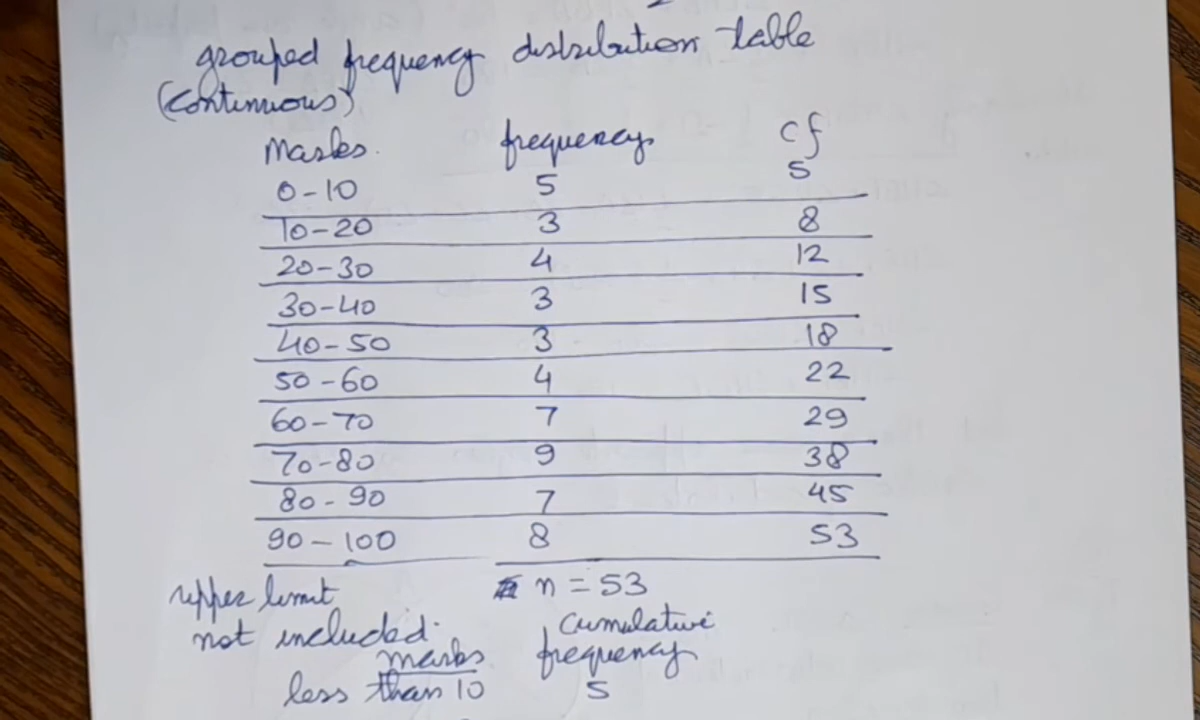 grouped frequency distribution table
(continuous)
Marks. frequency cf
0-10 5 5
10-20 3 8
20-30 4 12
30-40 3 15
40-50 3 18
50-60 4 22
60-70 7 29
70-80 9 38
80-90 7 45
90-100 8 53
upper limit n = 53
not included. cumulative
marks frequency
less than 10 5